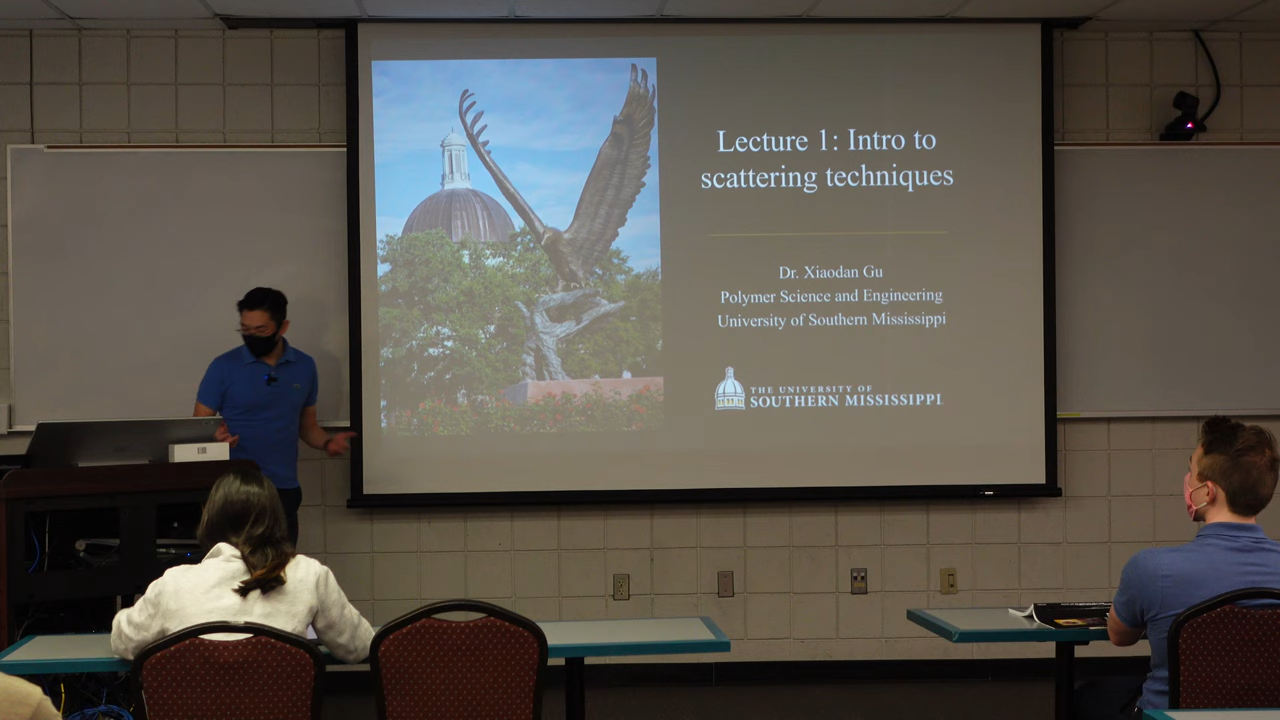 Lecture 1: Intro to
scattering techniques
Dr. Xiaodan Gu
Polymer Science and Engineering
University of Southern Mississippi
THE UNIVERSITY OF
SOUTHERN MISSISSIPPI